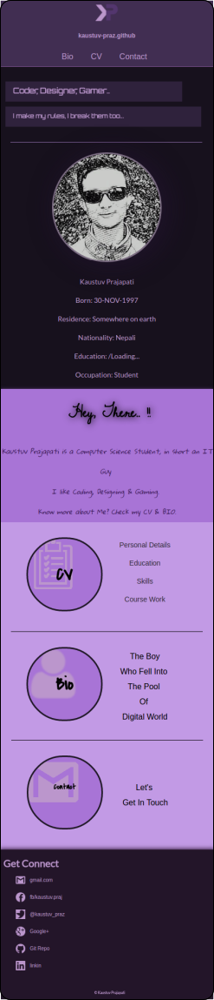 kaustuv-praz.github
Bio CV Contact
Coder, Designer, Gamer..
I make my rules, I break them too...
Kaustuv Prajapati
Born: 30-NOV-1997
Residence: Somewhere on earth
Nationality: Nepali
Education: /Loading...
Occupation: Student
Hey, There.. !!
Kaustuv Prajapati is a Computer Science Student, in short an IT
Guy
I like Coding, Designing & Gaming.
Know more about Me? Check my CV & BIO.
CV
Personal Details
Education
Skills
Course Work
Bio
The Boy
Who Fell Into
The Pool
Of
Digital World
Contact
Let's
Get In Touch
Get Connect
gmail.com
fb/kaustuv.praj
@kaustuv_praz
Google+
Git Repo
linkin
© Kaustuv Prajapati